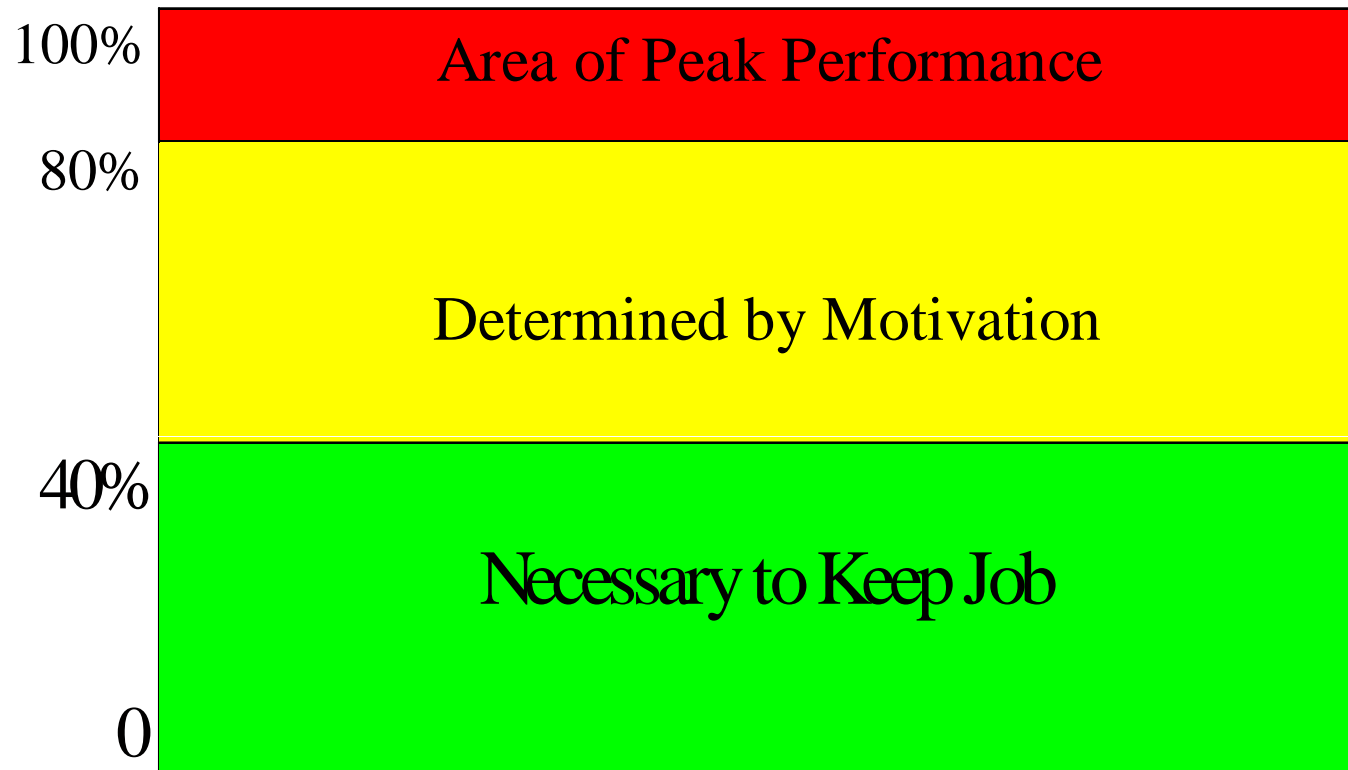 100%
Area of Peak Performance
80%
Determined by Motivation
40%
Necessary to Keep Job
0